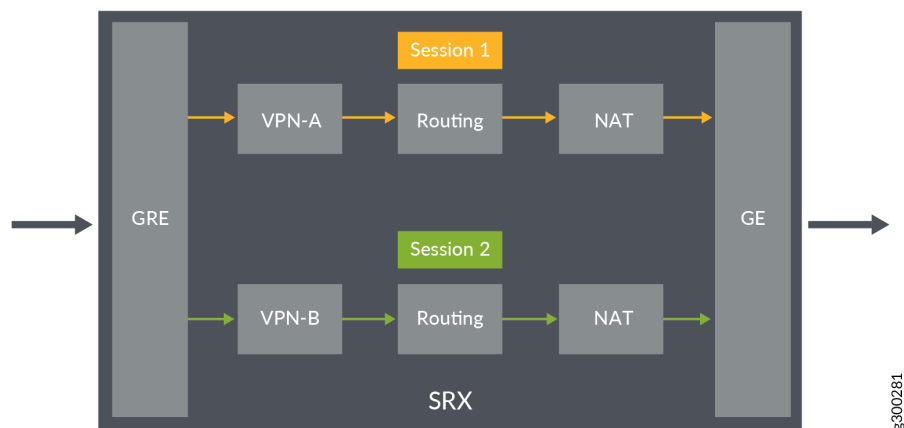 Session 1
VPN-A
Routing
NAT
GRE
GE
Session 2
VPN-B
Routing
NAT
SRX
g300281